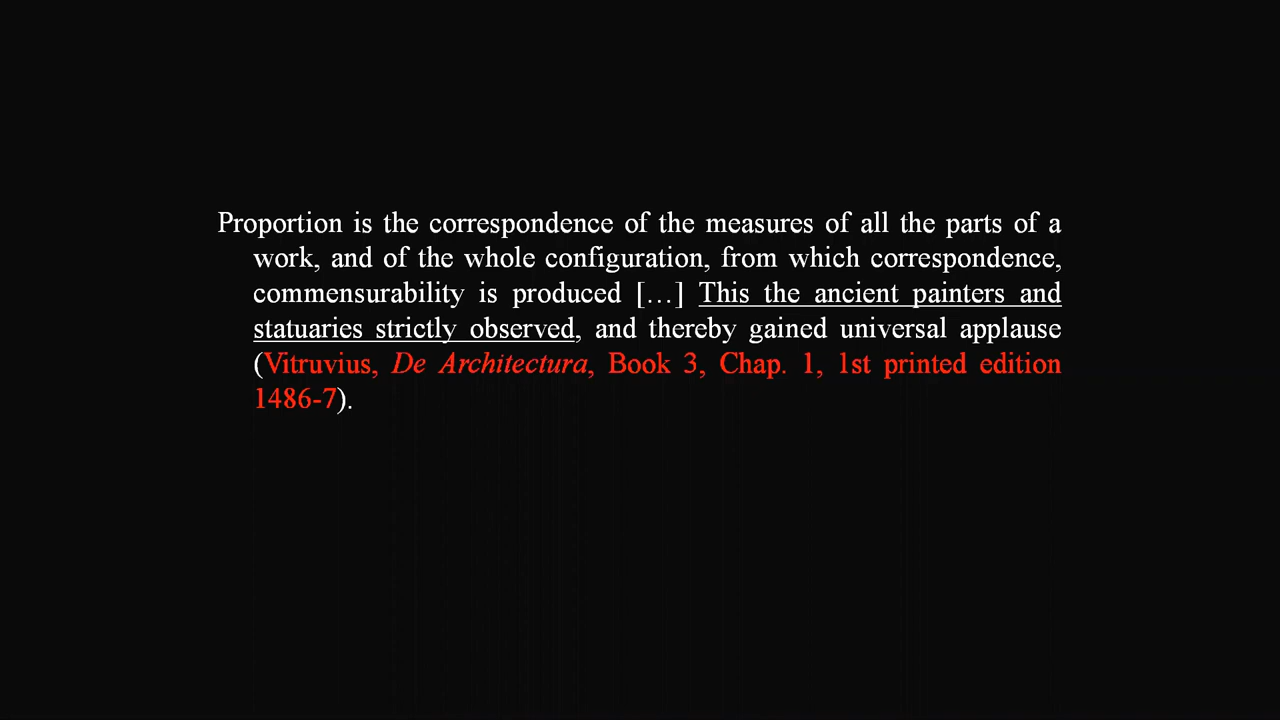 Proportion is the correspondence of the measures of all the parts of a
work, and of the whole configuration, from which correspondence,
commensurability is produced […] This the ancient painters and
statuaries strictly observed, and thereby gained universal applause
(Vitruvius, De Architectura, Book 3, Chap. 1, 1st printed edition
1486-7).